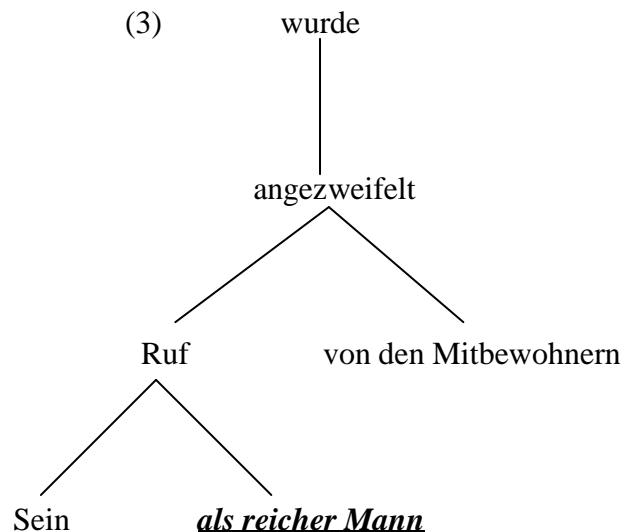 (3) wurde
angezweifelt
Ruf von den Mitbewohnern
Sein als reicher Mann